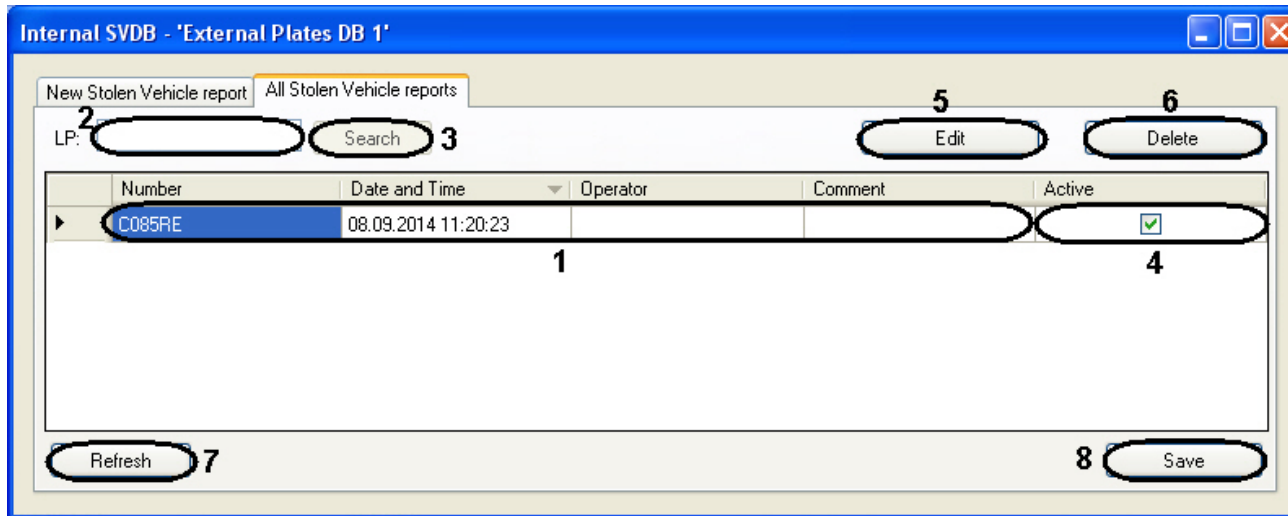 Internal SVDB - 'External Plates DB 1'
New Stolen Vehicle report All Stolen Vehicle reports
2 5 6
LP: Search 3 Edit Delete
Number Date and Time Operator Comment Active
C085RE 08.09.2014 11:20:23
1 4
Refresh 7 8 Save